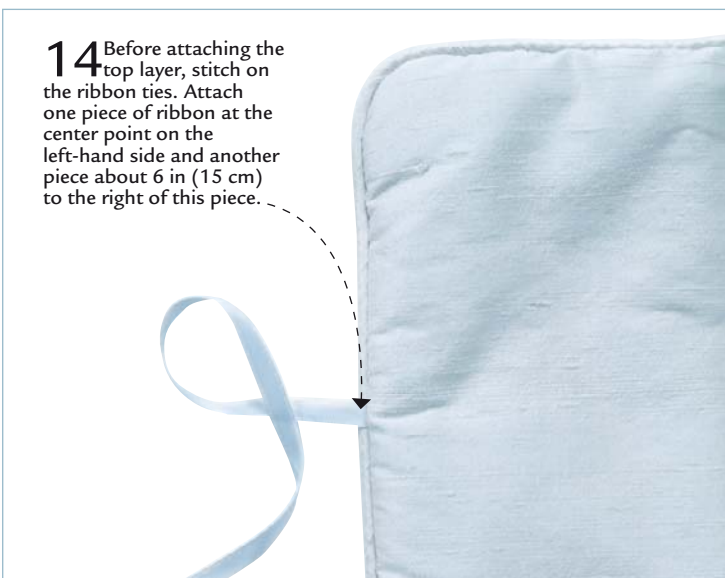 14 Before attaching the
top layer, stitch on
the ribbon ties. Attach
one piece of ribbon at the
center point on the
left-hand side and another
piece about 6 in (15 cm)
to the right of this piece.